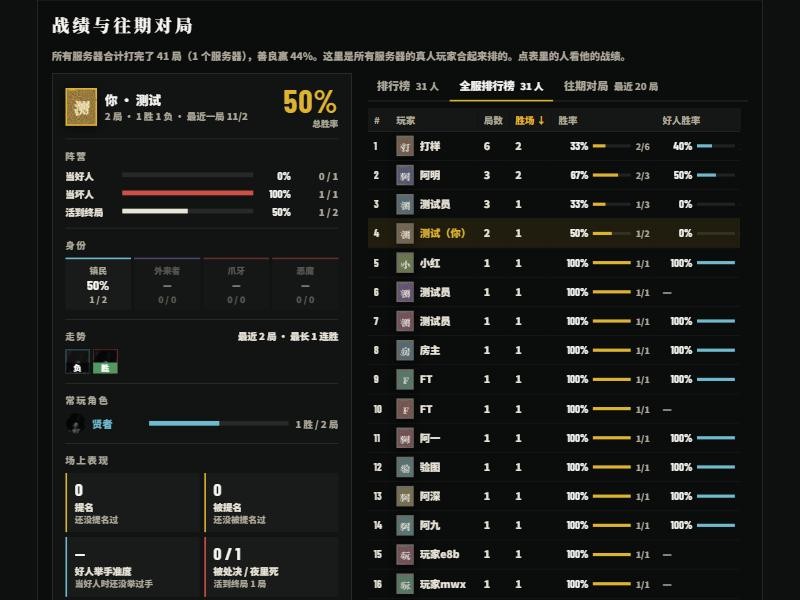 战绩与往期对局
所有服务器合计打完了 41 局（1 个服务器），善良赢 44%。这里是所有服务器的真人玩家合起来排的。点表里的人看他的战绩。
测
你 · 测试
2 局 · 1 胜 1 负 · 最近一局 11/2
50%
总胜率
阵营
当好人 0% 0 / 1
当坏人 100% 1 / 1
活到终局 50% 1 / 2
身份
镇民 外来者 爪牙 恶魔
50% — — —
1 / 2 0 / 0 0 / 0 0 / 0
走势 最近 2 局 · 最长 1 连胜
负 胜
常玩角色
贤者 1 胜 / 2 局
场上表现
0 0
提名 被提名
还没提名过 还没被提名过
— 0 / 1
好人举手准度 被处决 / 夜里死
当好人时还没举过手 活到终局 1 局
排行榜 31 人 全服排行榜 31 人 往期对局 最近 20 局
# 玩家 局数 胜场 ↓ 胜率 好人胜率
1 打 打样 6 2 33% 2/6 40%
2 阿 阿明 3 2 67% 2/3 50%
3 测 测试员 3 1 33% 1/3 0%
4 测 测试（你） 2 1 50% 1/2 0%
5 小 小红 1 1 100% 1/1 100%
6 测 测试员 1 1 100% 1/1 —
7 测 测试员 1 1 100% 1/1 100%
8 房 房主 1 1 100% 1/1 100%
9 F FT 1 1 100% 1/1 100%
10 F FT 1 1 100% 1/1 —
11 阿 阿一 1 1 100% 1/1 100%
12 验 验图 1 1 100% 1/1 100%
13 阿 阿深 1 1 100% 1/1 100%
14 阿 阿九 1 1 100% 1/1 100%
15 玩 玩家e8b 1 1 100% 1/1 —
16 玩 玩家mwx 1 1 100% 1/1 —